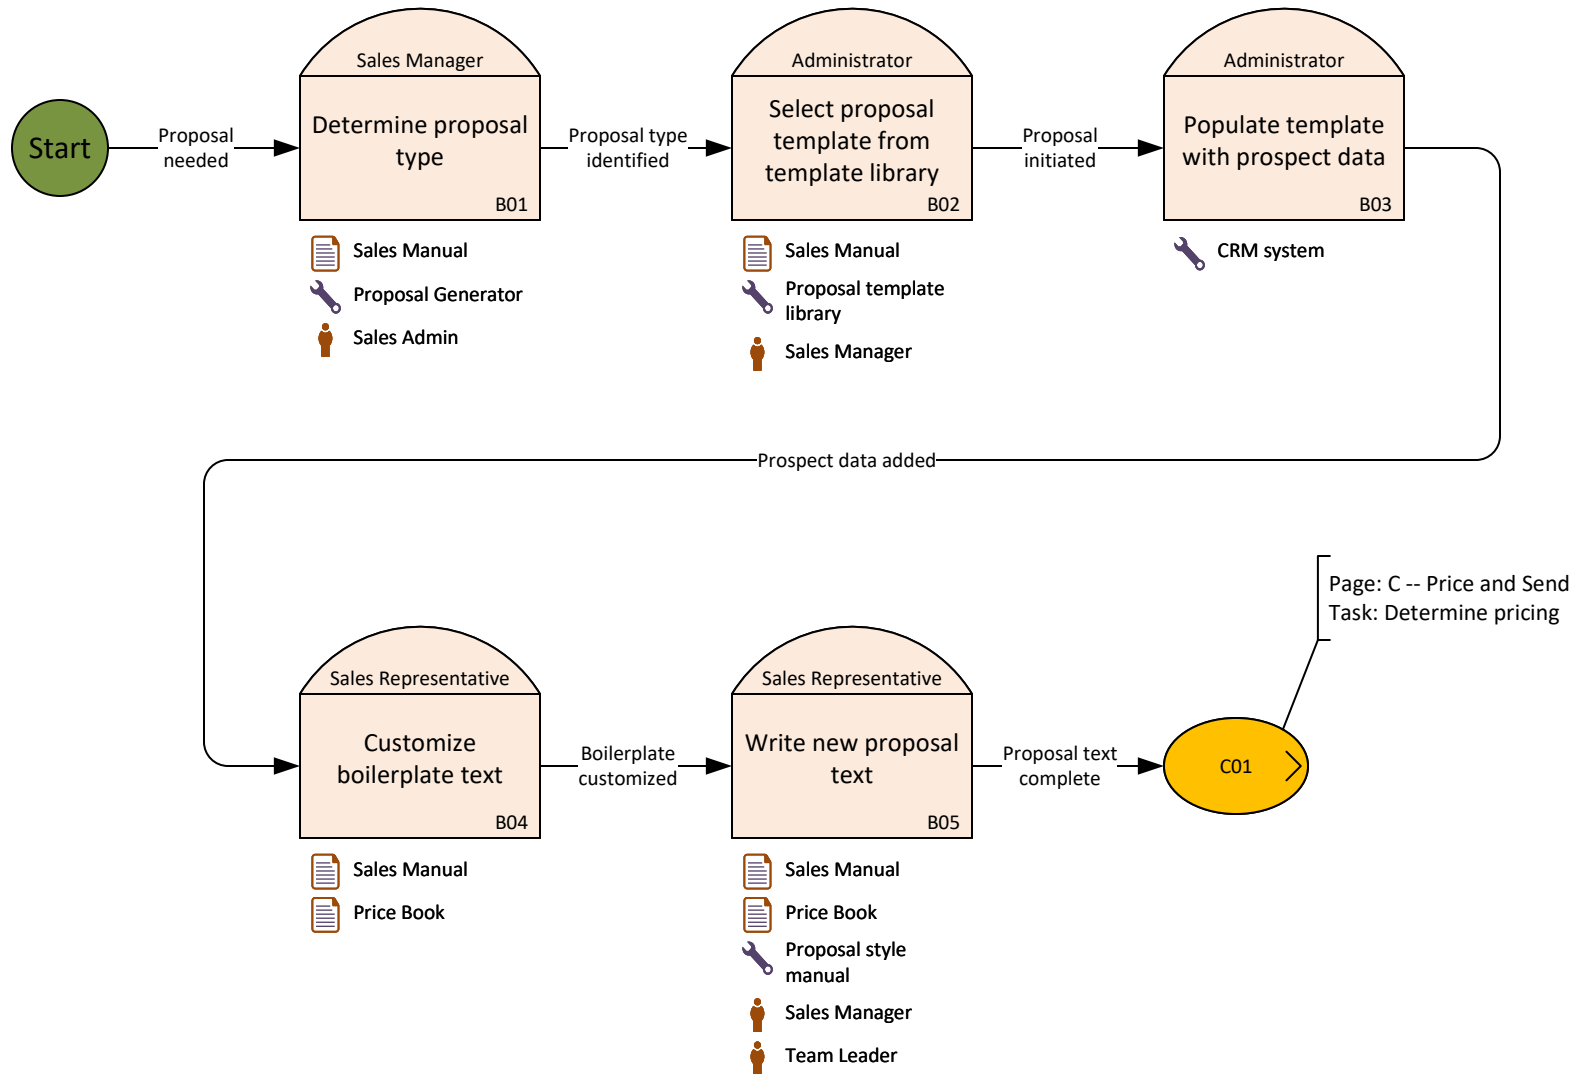 Start
Proposal
needed
Sales Manager
Determine proposal
type
B01
Proposal type
identified
Administrator
Select proposal
template from
template library
B02
Proposal
initiated
Administrator
Populate template
with prospect data
B03
Sales Manual
Proposal Generator
Sales Admin
Sales Manual
Proposal template
library
Sales Manager
CRM system
Prospect data added
Sales Representative
Customize
boilerplate text
B04
Boilerplate
customized
Sales Representative
Write new proposal
text
B05
Proposal text
complete
C01
Page: C -- Price and Send
Task: Determine pricing
Sales Manual
Price Book
Sales Manual
Price Book
Proposal style
manual
Sales Manager
Team Leader